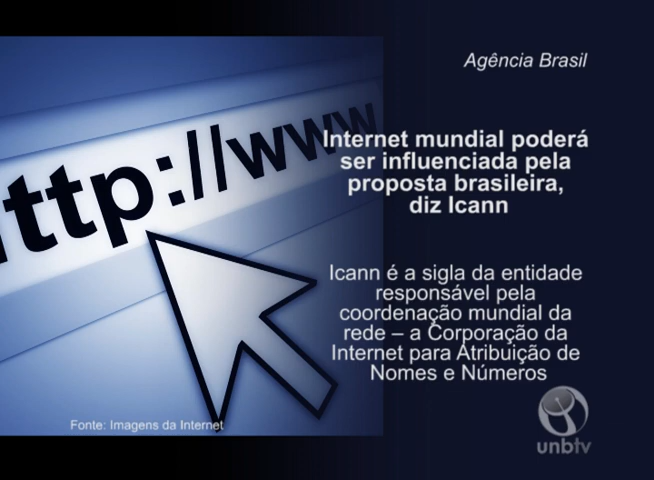 Agência Brasil
http://www
Internet mundial poderá
ser influenciada pela
proposta brasileira,
diz Icann
Icann é a sigla da entidade
responsável pela
coordenação mundial da
rede – a Corporação da
Internet para Atribuição de
Nomes e Números
Fonte: Imagens da Internet
unbtv